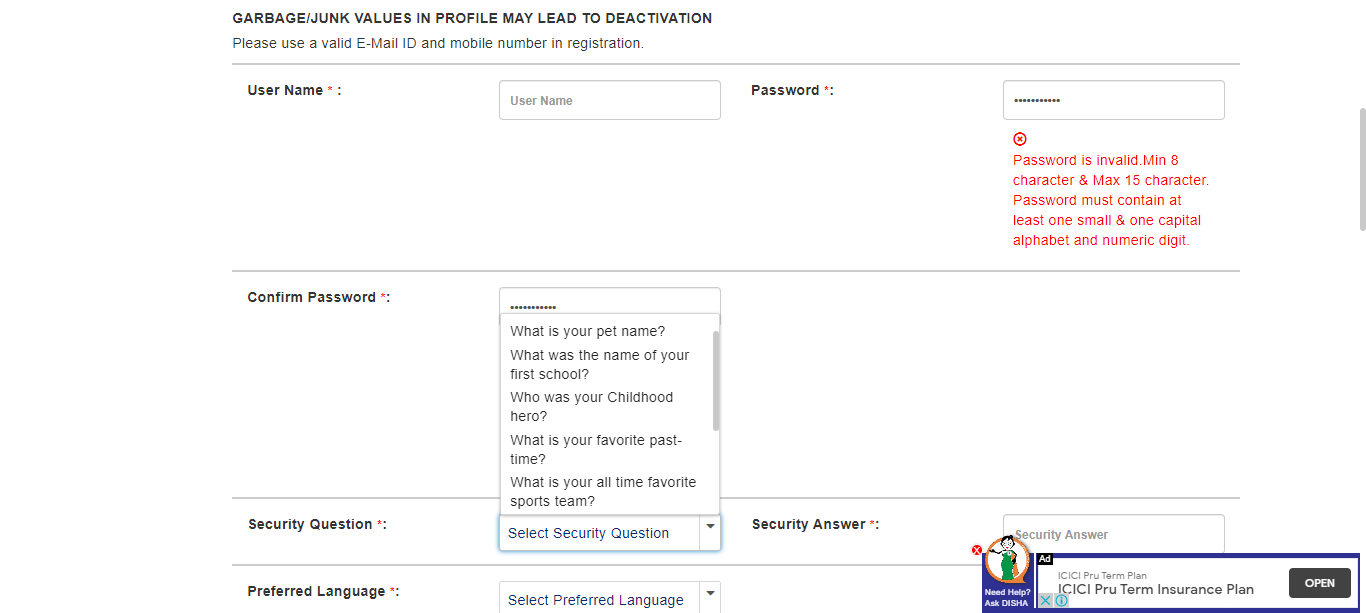 GARBAGE/JUNK VALUES IN PROFILE MAY LEAD TO DEACTIVATION
Please use a valid E-Mail ID and mobile number in registration.
User Name * :
User Name
Password *:
•••••••••••
Password is invalid.Min 8
character & Max 15 character.
Password must contain at
least one small & one capital
alphabet and numeric digit.
Confirm Password *:
•••••••••••
What is your pet name?
What was the name of your
first school?
Who was your Childhood
hero?
What is your favorite past-
time?
What is your all time favorite
sports team?
Security Question *:
Select Security Question
Security Answer *:
Security Answer
Preferred Language *:
Select Preferred Language
Need Help?
Ask DISHA
Ad
ICICI Pru Term Plan
ICICI Pru Term Insurance Plan
OPEN